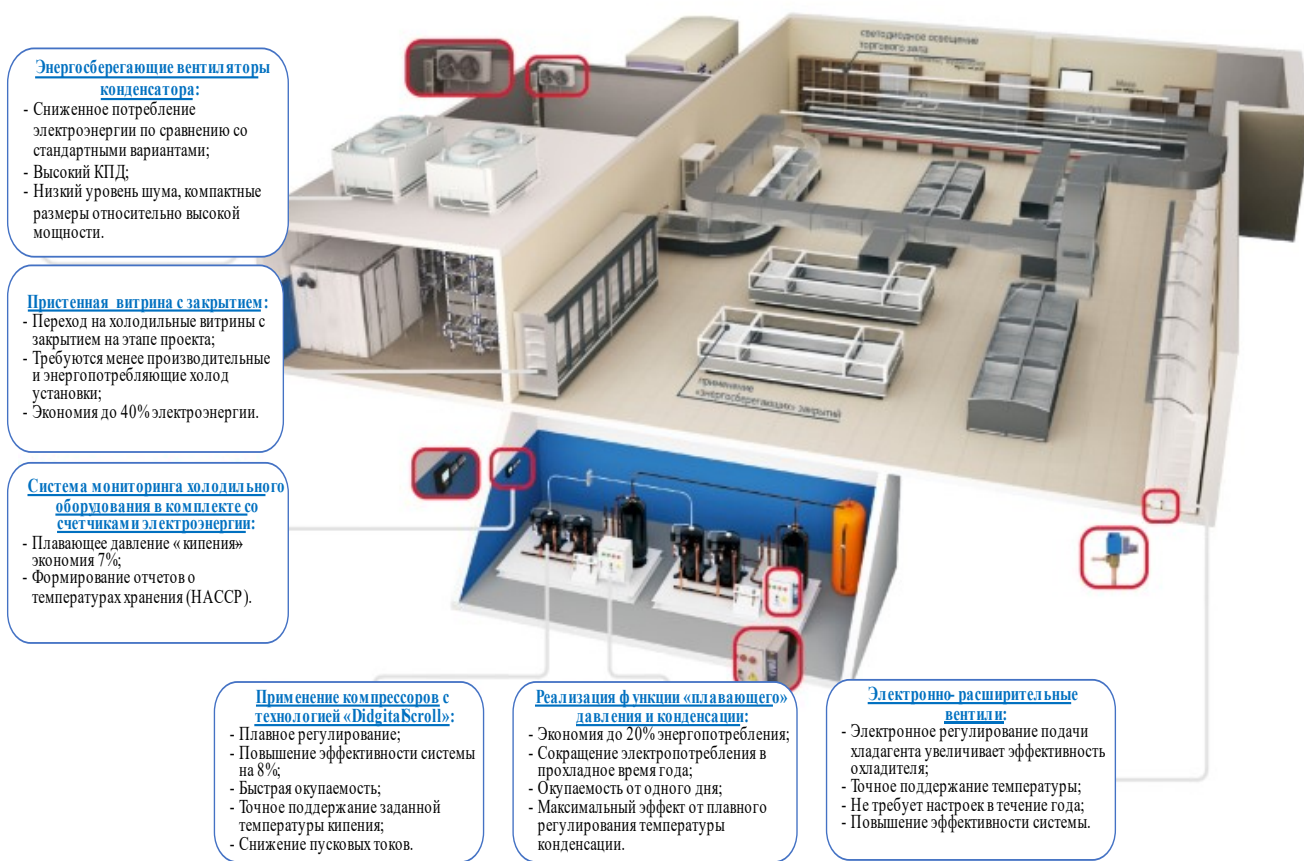 Энергосберегающие вентиляторы
конденсатора:
- Сниженное потребление
электроэнергии по сравнению со
стандартными вариантами;
- Высокий КПД;
- Низкий уровень шума, компактные
размеры относительно высокой
мощности.
светодиодное освещение
торгового зала
Пристенная витрина с закрытием:
- Переход на холодильные витрины с
закрытием на этапе проекта;
- Требуются менее производительные
и энергопотребляющие холод
установки;
- Экономия до 40% электроэнергии.
применение
«энергосберегающих» закрытий
Система мониторинга холодильного
оборудования в комплекте со
счетчиками электроэнергии:
- Плавающее давление «кипения»
экономия 7%;
- Формирование отчетов о
температурах хранения (НАССР).
Применение компрессоров с
технологией «DidgitalScroll»:
- Плавное регулирование;
- Повышение эффективности системы
на 8%;
- Быстрая окупаемость;
- Точное поддержание заданной
температуры кипения;
- Снижение пусковых токов.
Реализация функции «плавающего»
давления и конденсации:
- Экономия до 20% энергопотребления;
- Сокращение электропотребления в
прохладное время года;
- Окупаемость от одного дня;
- Максимальный эффект от плавного
регулирования температуры
конденсации.
Электронно- расширительные
вентили:
- Электронное регулирование подачи
хладагента увеличивает эффективность
охладителя;
- Точное поддержание температуры;
- Не требует настроек в течение года;
- Повышение эффективности системы.